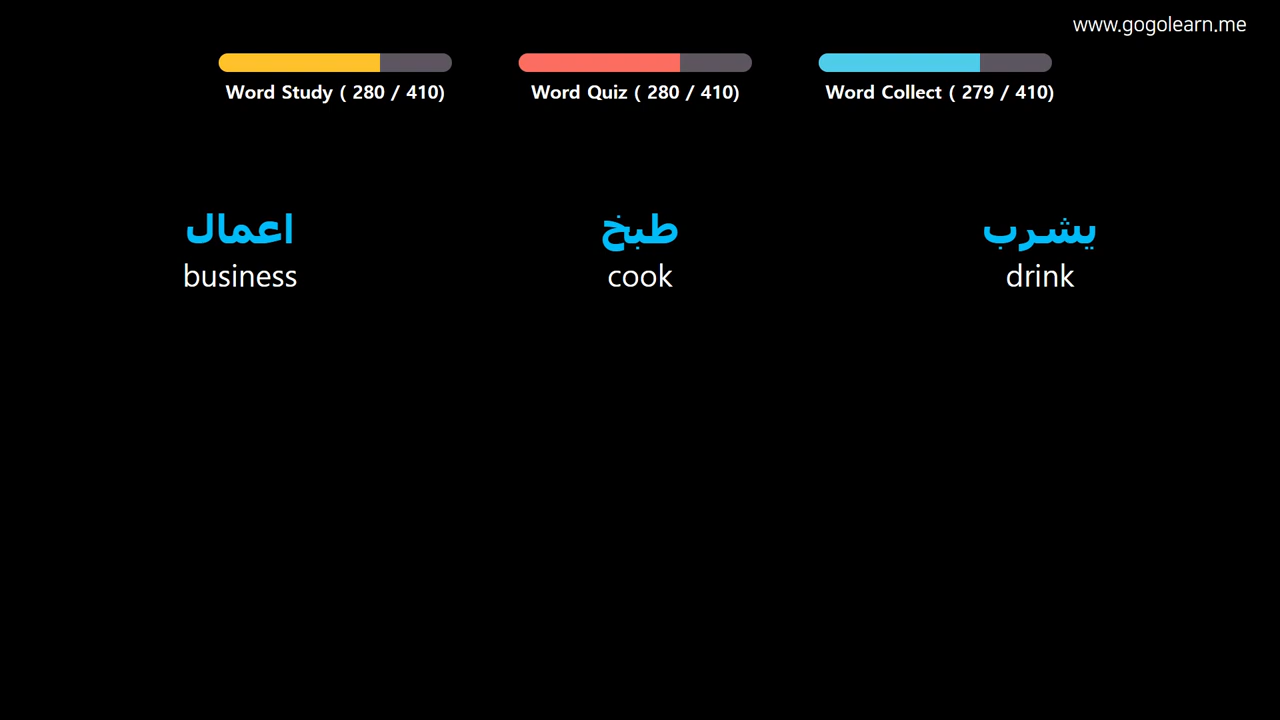 www.gogolearn.me
Word Study ( 280 / 410)
Word Quiz ( 280 / 410)
Word Collect ( 279 / 410)
اعمال
business
طبخ
cook
يشرب
drink